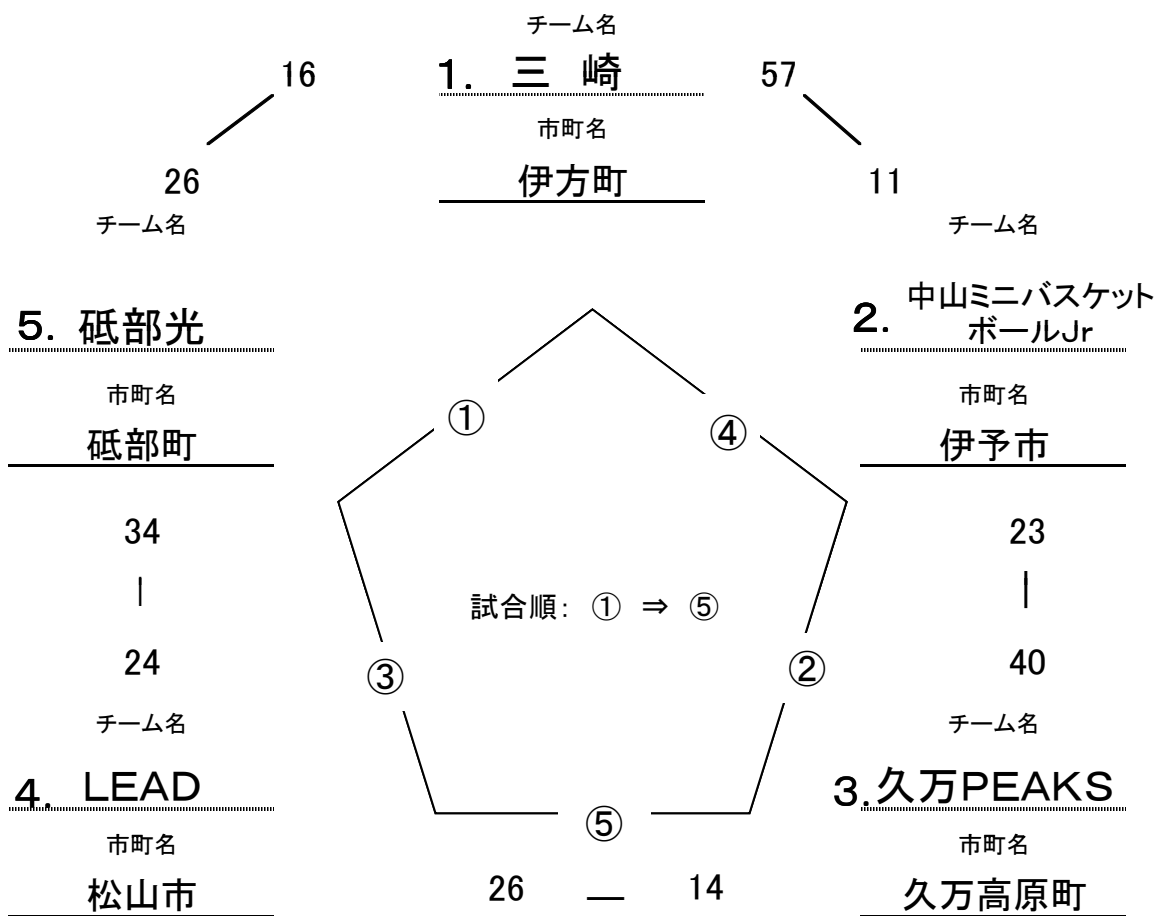 チーム名
16
1. 三 崎
57
市町名
26
伊方町
11
チーム名
チーム名
5. 砥部光
2. 中山ミニバスケット
ボールJr
市町名
市町名
砥部町
伊予市
①
④
34
|
24
23
|
40
試合順： ① ⇒ ⑤
③
②
チーム名
チーム名
4. LEAD
3.久万PEAKS
市町名
市町名
松山市
久万高原町
⑤
26 ― 14